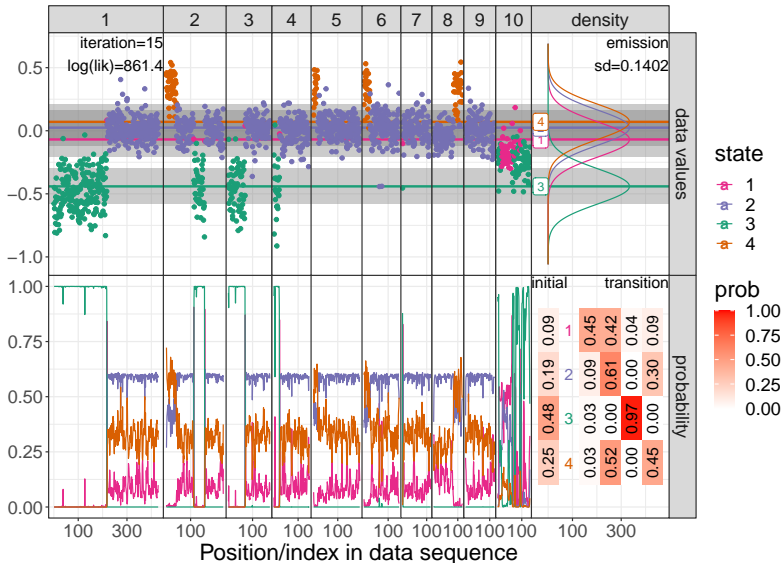 1 2 3 4 5 6 7 8 9 10 density
iteration=15
log(lik)=861.4
emission
sd=0.1402
0.5
0.0
−0.5
−1.0
4
1
3
data values
state
a 1
a 2
a 3
a 4
prob
1.00
0.75
0.50
0.25
0.00
1.00
0.75
0.50
0.25
0.00
initial transition
0.09 1 0.45 0.42 0.04 0.09
0.19 2 0.09 0.61 0.00 0.30
0.48 3 0.03 0.00 0.97 0.00
0.25 4 0.03 0.52 0.00 0.45
probability
100 300 100 100 100 100 100 100 100 100 100 100 300
Position/index in data sequence